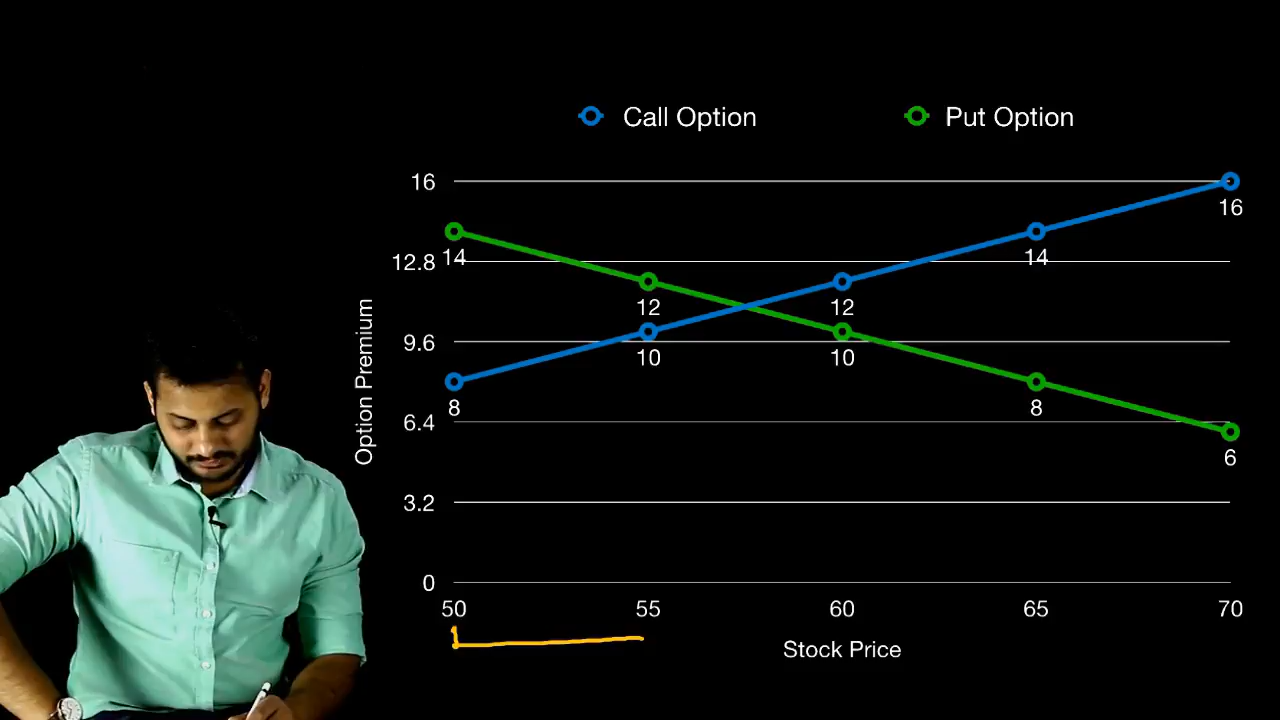 Call Option Put Option
16
16
12.8 14 14
12 12
9.6
10 10
8 8
6.4
6
3.2
0
50 55 60 65 70
Stock Price
Option Premium